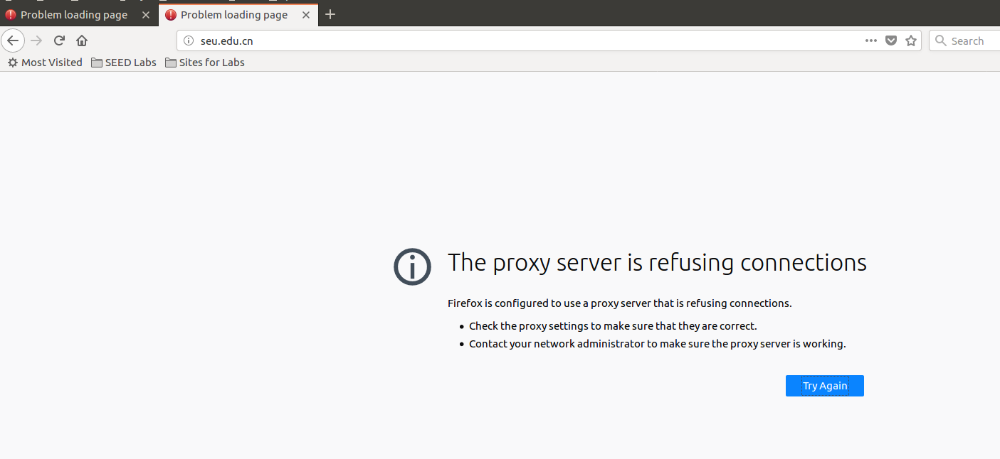 Problem loading page Problem loading page
seu.edu.cn Search
Most Visited SEED Labs Sites for Labs
The proxy server is refusing connections
Firefox is configured to use a proxy server that is refusing connections.
Check the proxy settings to make sure that they are correct.
Contact your network administrator to make sure the proxy server is working.
Try Again